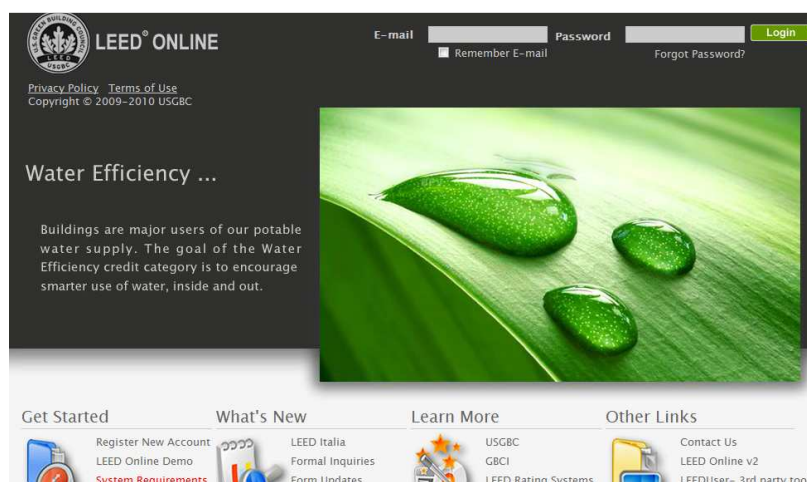 U.S. GREEN BUILDING COUNCIL
LEED
USGBC
LEED® ONLINE
E-mail
Password
Login
Remember E-mail
Forgot Password?
Privacy Policy Terms of Use
Copyright © 2009-2010 USGBC
Water Efficiency ...
Buildings are major users of our potable
water supply. The goal of the Water
Efficiency credit category is to encourage
smarter use of water, inside and out.
Get Started
Register New Account
LEED Online Demo
System Requirements
What's New
LEED Italia
Formal Inquiries
Form Updates
Learn More
USGBC
GBCI
LEED Rating Systems
Other Links
Contact Us
LEED Online v2
LEEDUser- 3rd party too